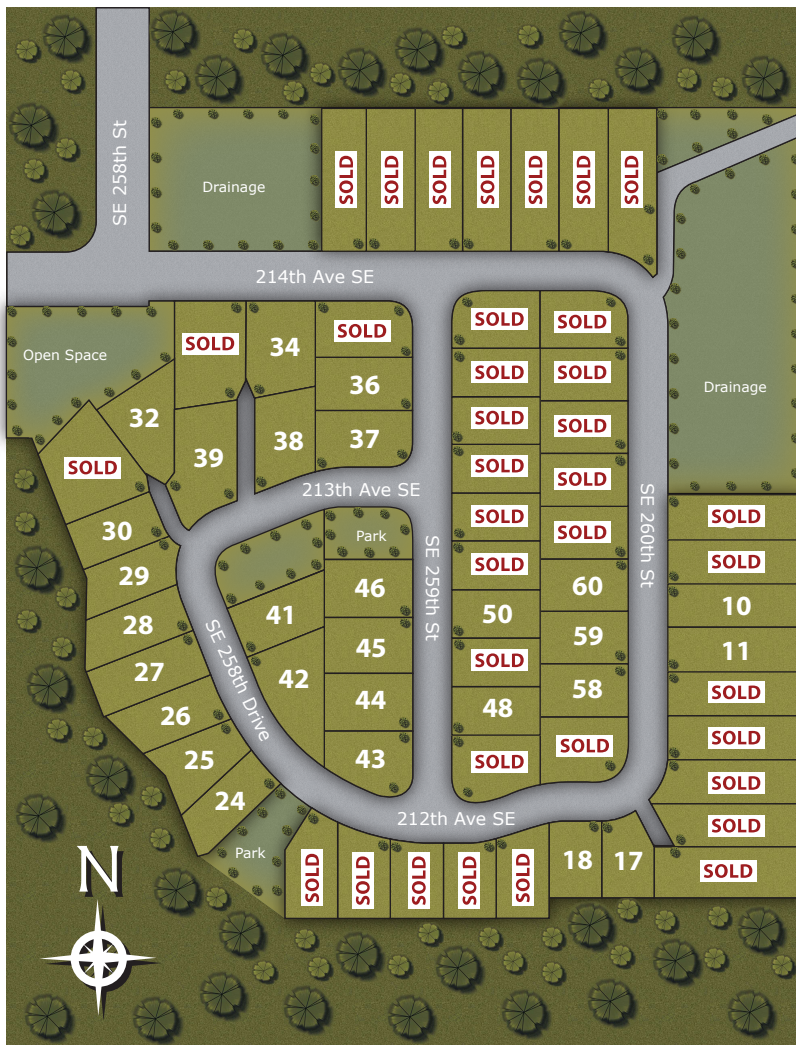 SE 258th St
Drainage
SOLD
SOLD
SOLD
SOLD
SOLD
SOLD
SOLD
214th Ave SE
Open Space
SOLD
34
SOLD
36
37
32
39
38
SOLD
SOLD
SOLD
SOLD
SOLD
SOLD
SOLD
SOLD
SOLD
SOLD
SOLD
SOLD
Drainage
213th Ave SE
Park
SE 259th St
SE 260th St
30
29
28
27
26
25
24
SE 258th Drive
41
42
46
45
44
43
50
SOLD
48
SOLD
60
59
58
SOLD
SOLD
SOLD
10
11
SOLD
SOLD
SOLD
SOLD
SOLD
212th Ave SE
Park
SOLD
SOLD
SOLD
SOLD
SOLD
18
17
N